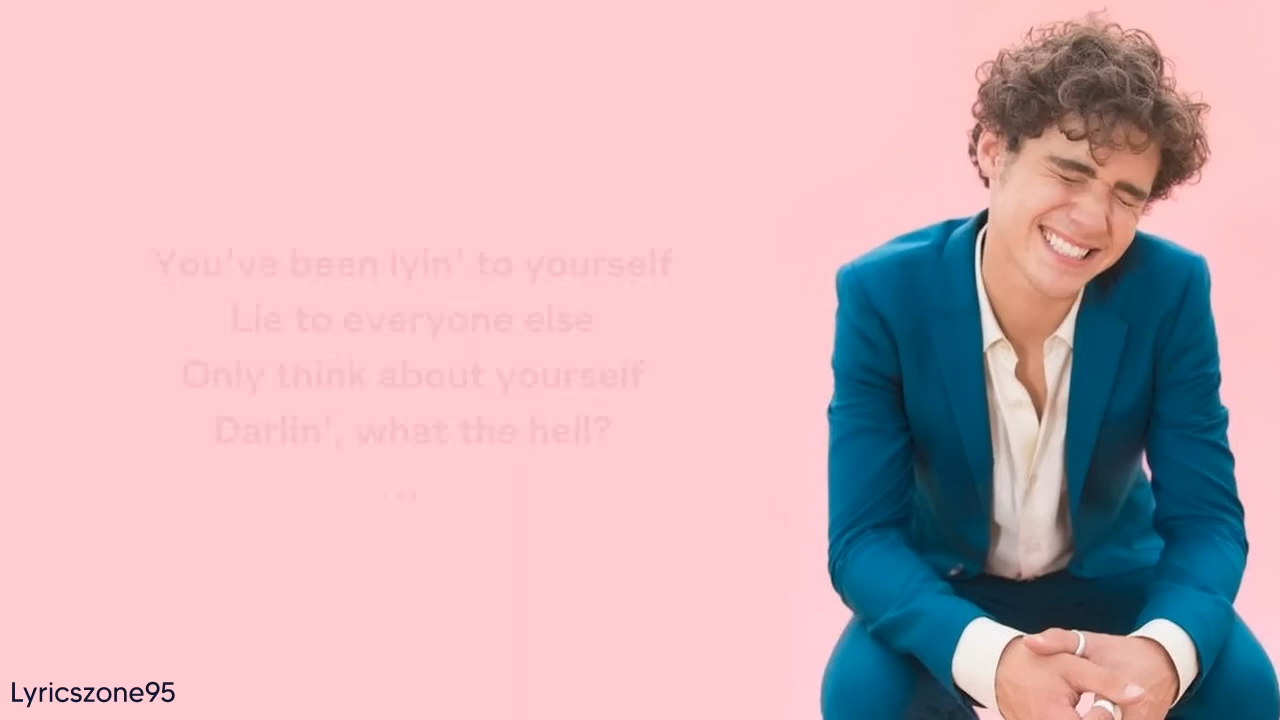 You've been lyin' to yourself
Lie to everyone else
Only think about yourself
Darlin', what the hell?
..
Lyricszone95